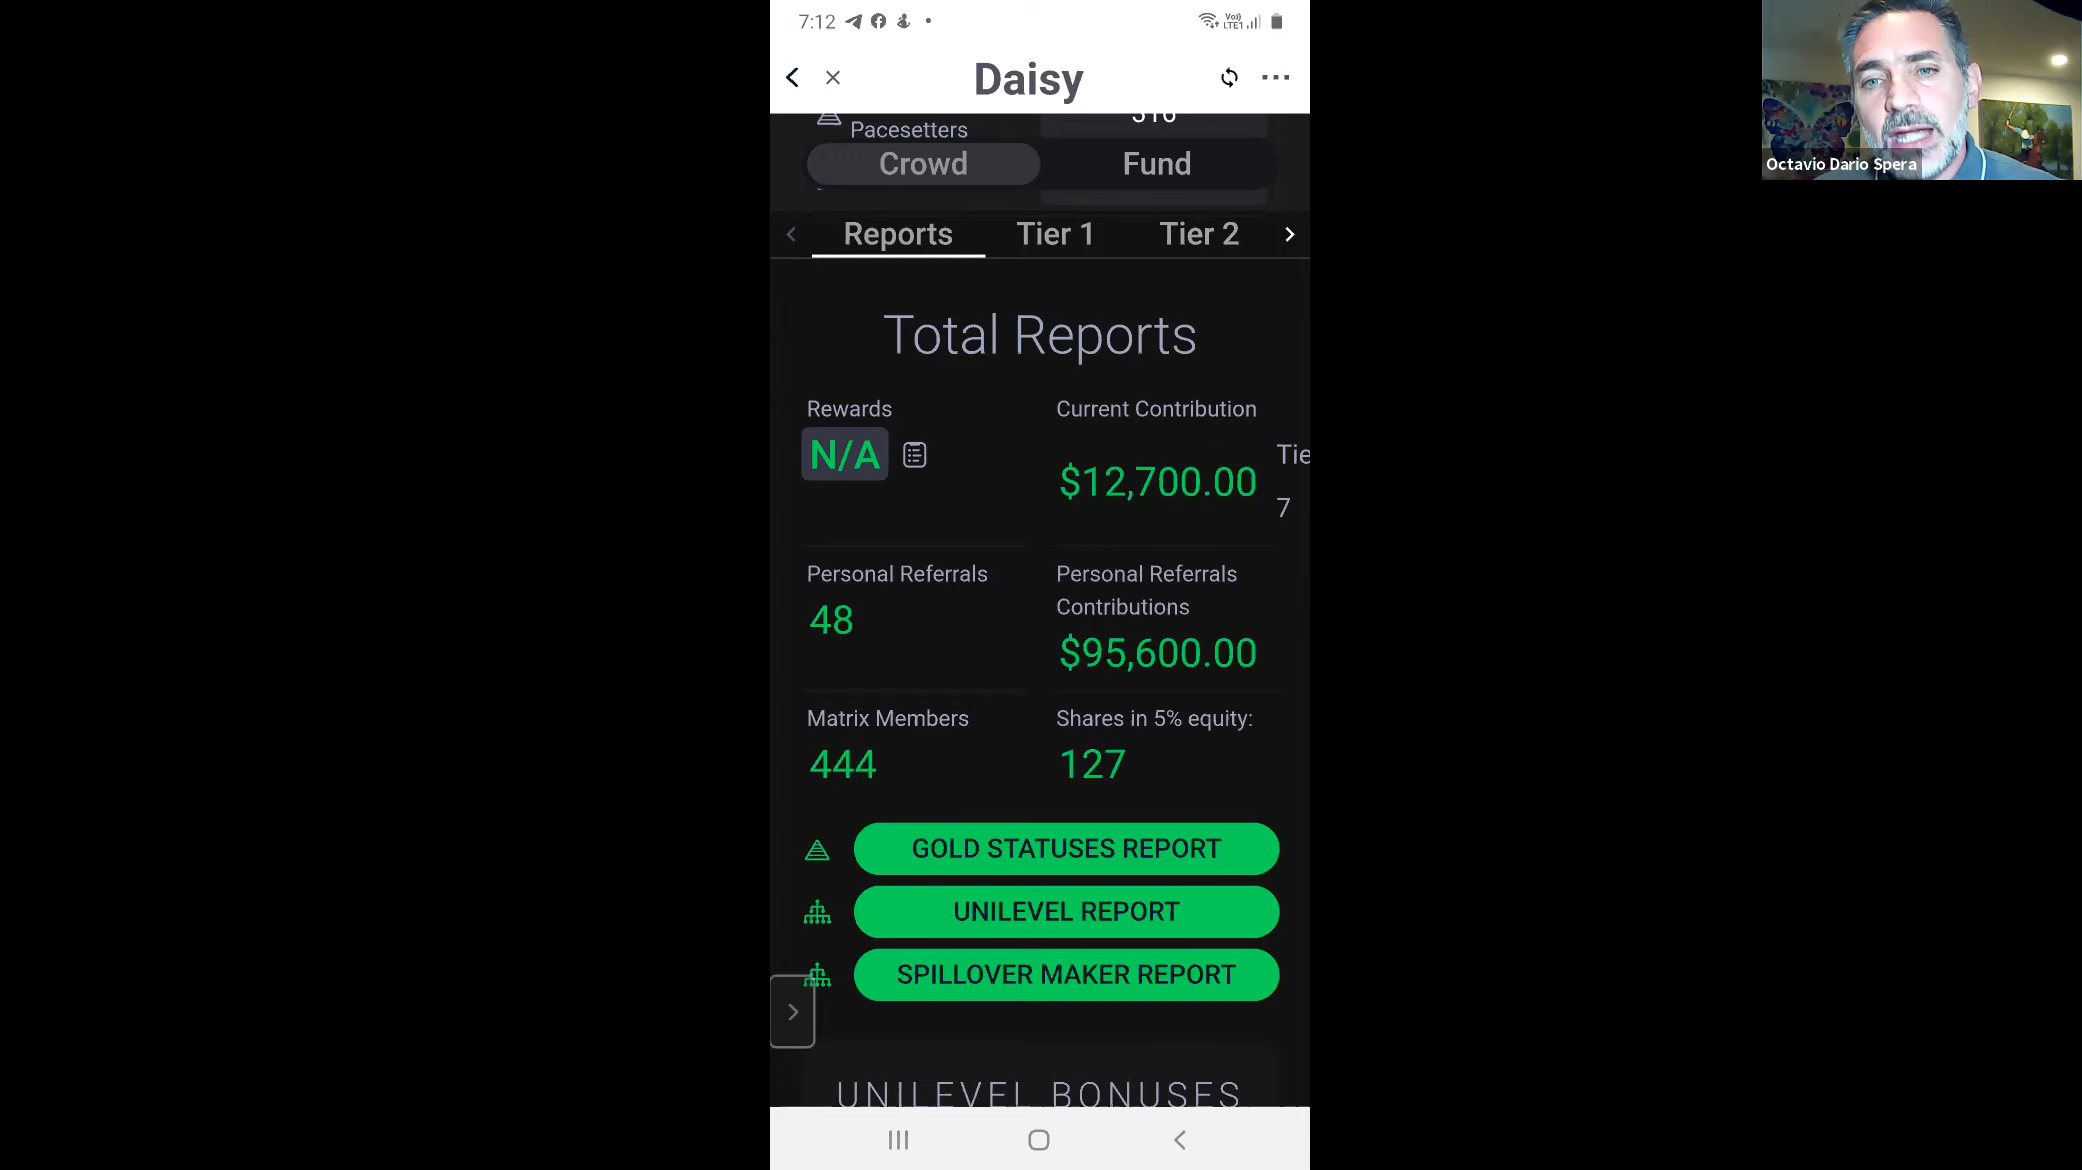 7:12
Vo))
LTE1
Daisy
Pacesetters
Crowd
Fund
Reports
Tier 1
Tier 2
Total Reports
Rewards
Current Contribution
N/A
$12,700.00
Tie
7
Personal Referrals
48
Personal Referrals
Contributions
$95,600.00
Matrix Members
444
Shares in 5% equity:
127
GOLD STATUSES REPORT
UNILEVEL REPORT
SPILLOVER MAKER REPORT
UNILEVEL BONUSES
Octavio Dario Spera